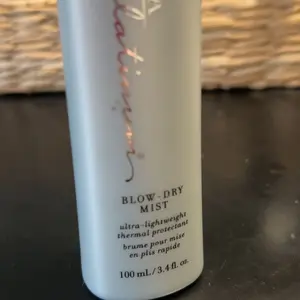 platinum
BLOW-DRY
MIST
ultra-lightweight
thermal protectant
brume pour mise
en plis rapide
100 mL / 3.4 fl. oz.